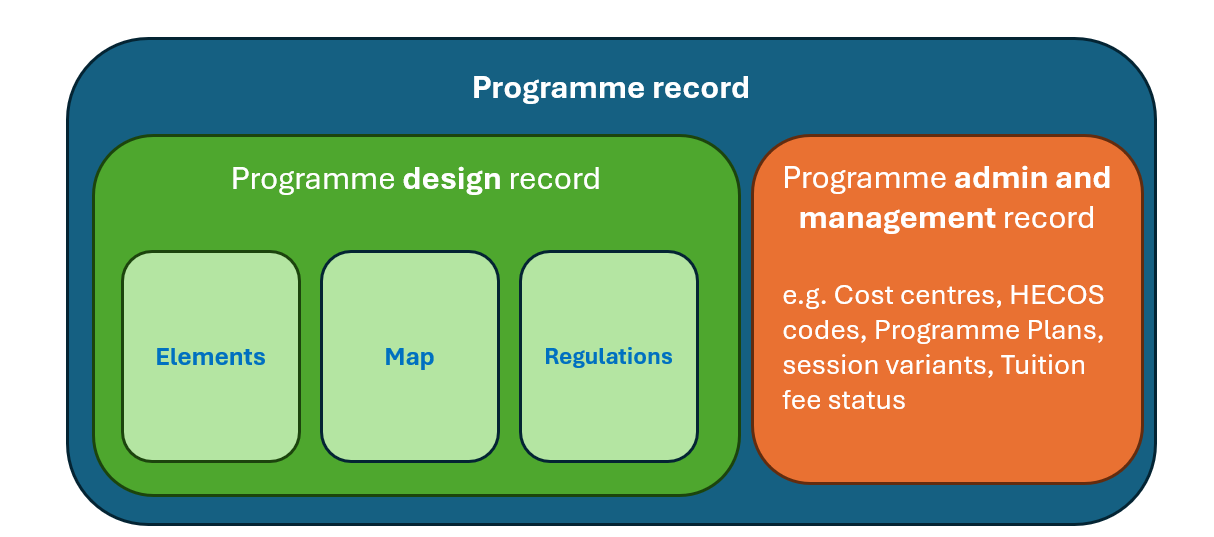 Programme record
Programme design record
Elements
Map
Regulations
Programme admin and
management record
e.g. Cost centres, HECOS
codes, Programme Plans,
session variants, Tuition
fee status